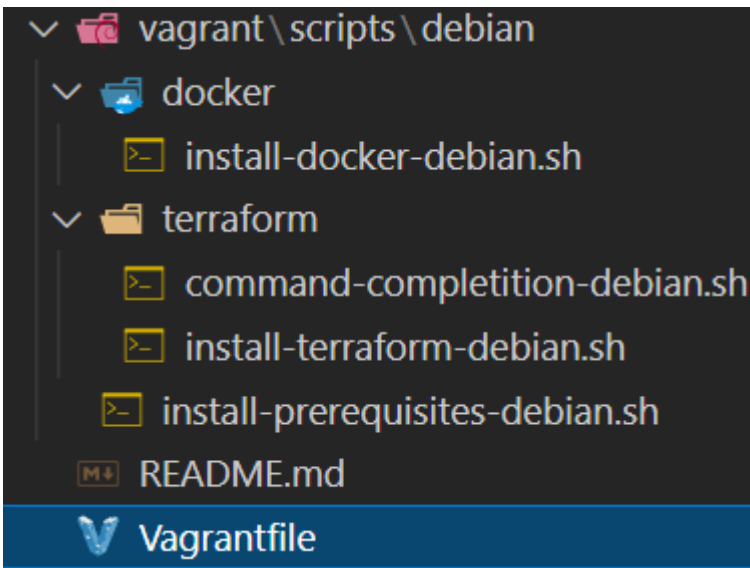 vagrant\scripts\debian
docker
install-docker-debian.sh
terraform
command-completition-debian.sh
install-terraform-debian.sh
install-prerequisites-debian.sh
README.md
Vagrantfile